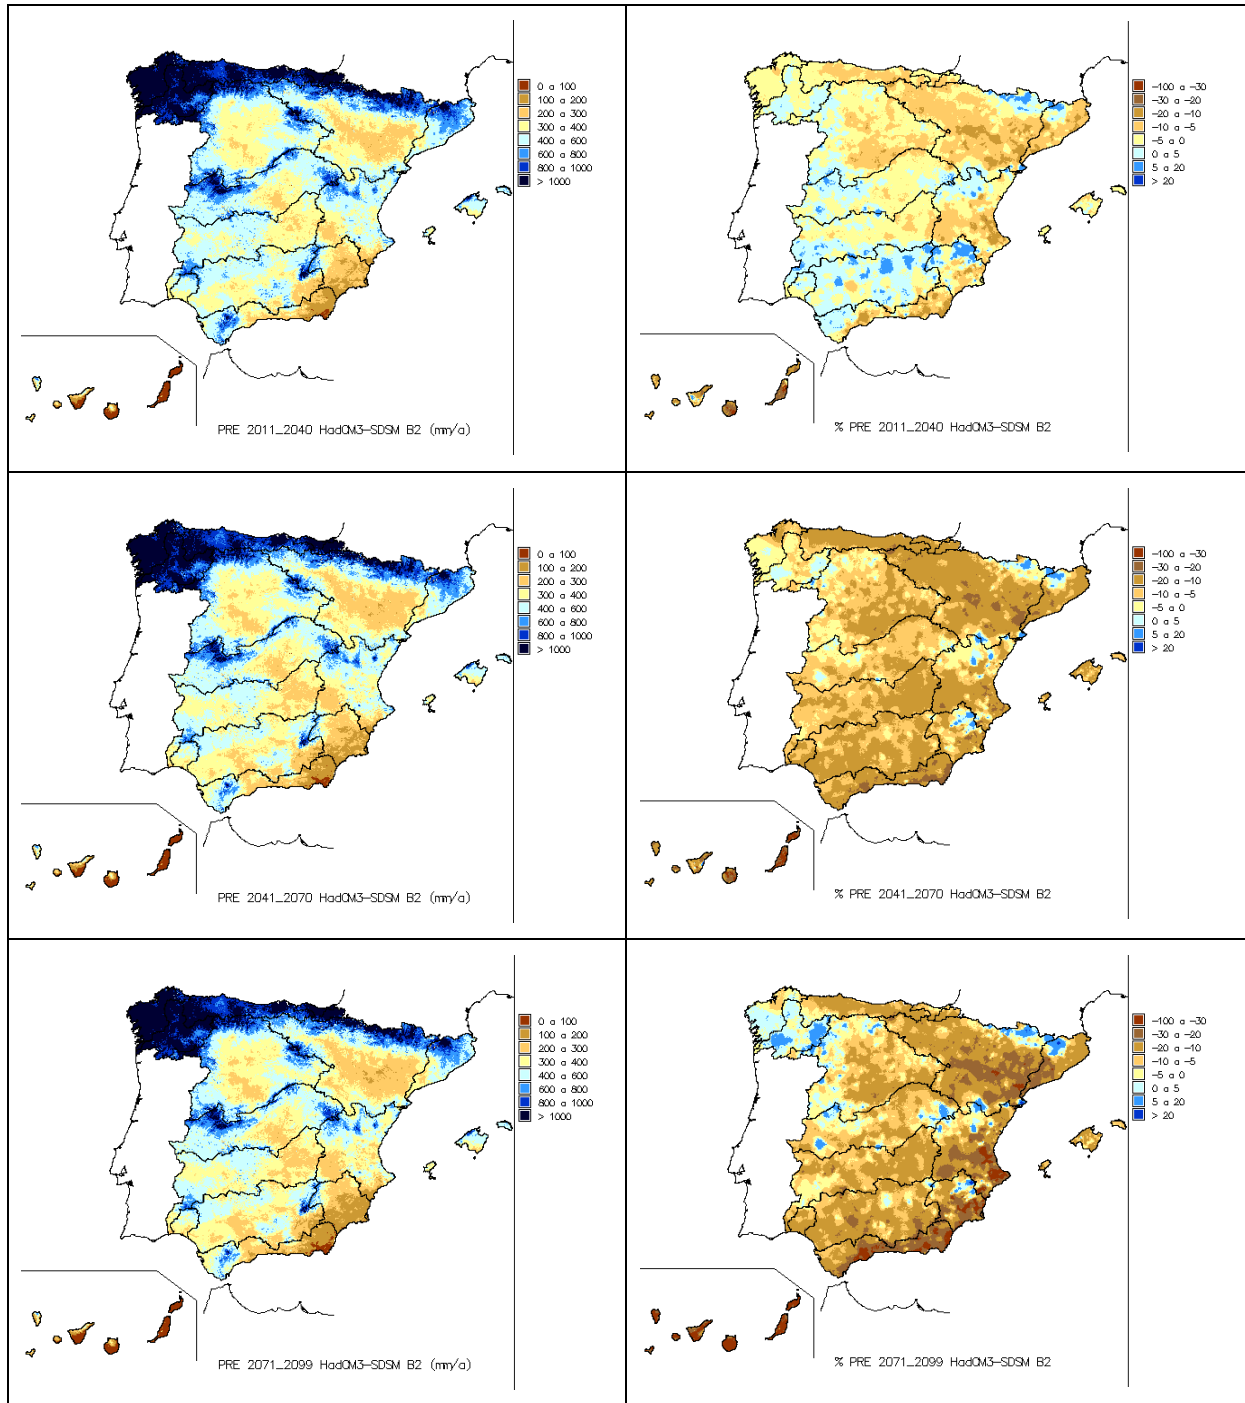 0 a 100
100 a 200
200 a 300
300 a 400
400 a 600
600 a 800
800 a 1000
> 1000
PRE 2011_2040 HadCM3-SDSM B2 (mm/a)
-100 a -30
-30 a -20
-20 a -10
-10 a -5
-5 a 0
0 a 5
5 a 20
> 20
% PRE 2011_2040 HadCM3-SDSM B2
0 a 100
100 a 200
200 a 300
300 a 400
400 a 600
600 a 800
800 a 1000
> 1000
PRE 2041_2070 HadCM3-SDSM B2 (mm/a)
-100 a -30
-30 a -20
-20 a -10
-10 a -5
-5 a 0
0 a 5
5 a 20
> 20
% PRE 2041_2070 HadCM3-SDSM B2
0 a 100
100 a 200
200 a 300
300 a 400
400 a 600
600 a 800
800 a 1000
> 1000
PRE 2071_2099 HadCM3-SDSM B2 (mm/a)
-100 a -30
-30 a -20
-20 a -10
-10 a -5
-5 a 0
0 a 5
5 a 20
> 20
% PRE 2071_2099 HadCM3-SDSM B2